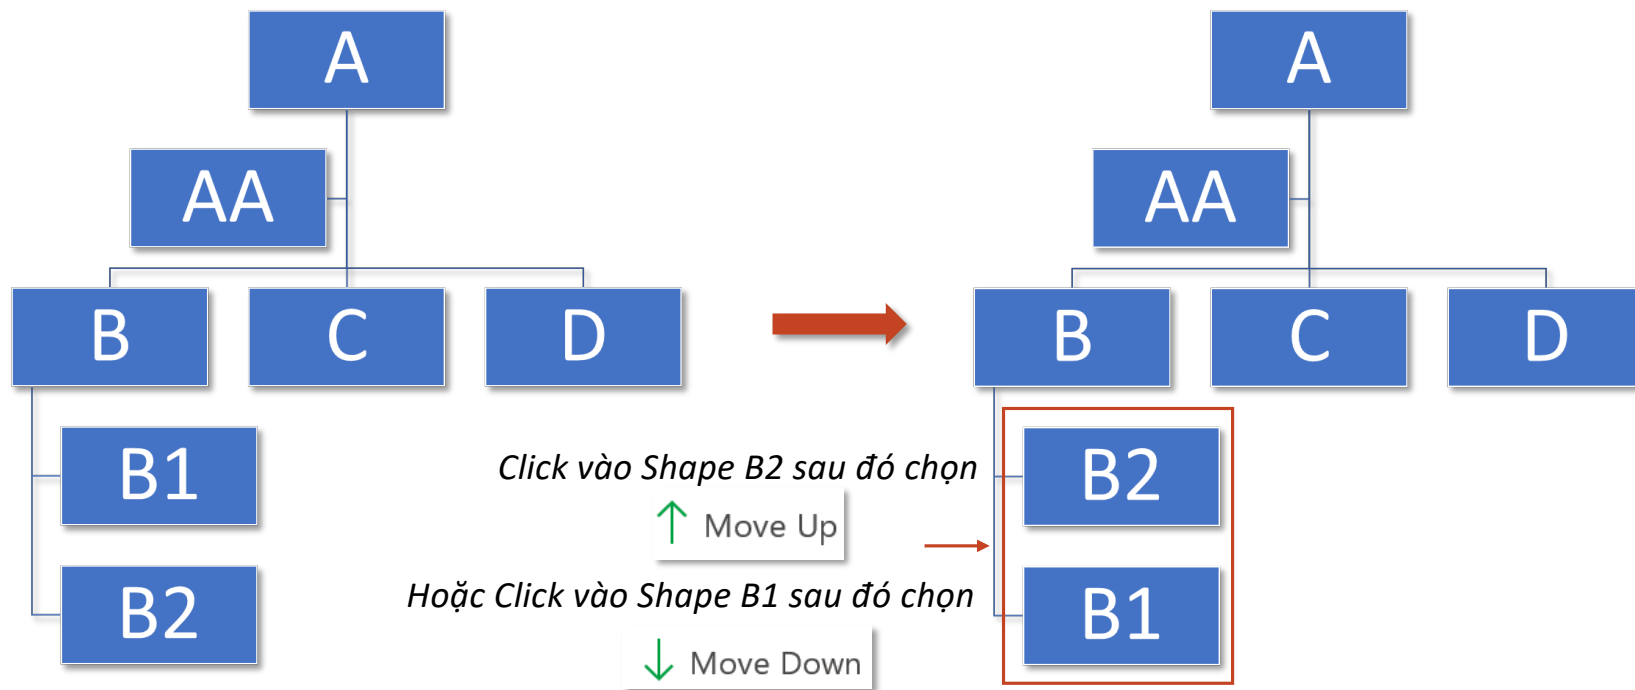 A
AA
B
C
D
B1
B2
Click vào Shape B2 sau đó chọn
Move Up
Hoặc Click vào Shape B1 sau đó chọn
Move Down
A
AA
B
C
D
B2
B1